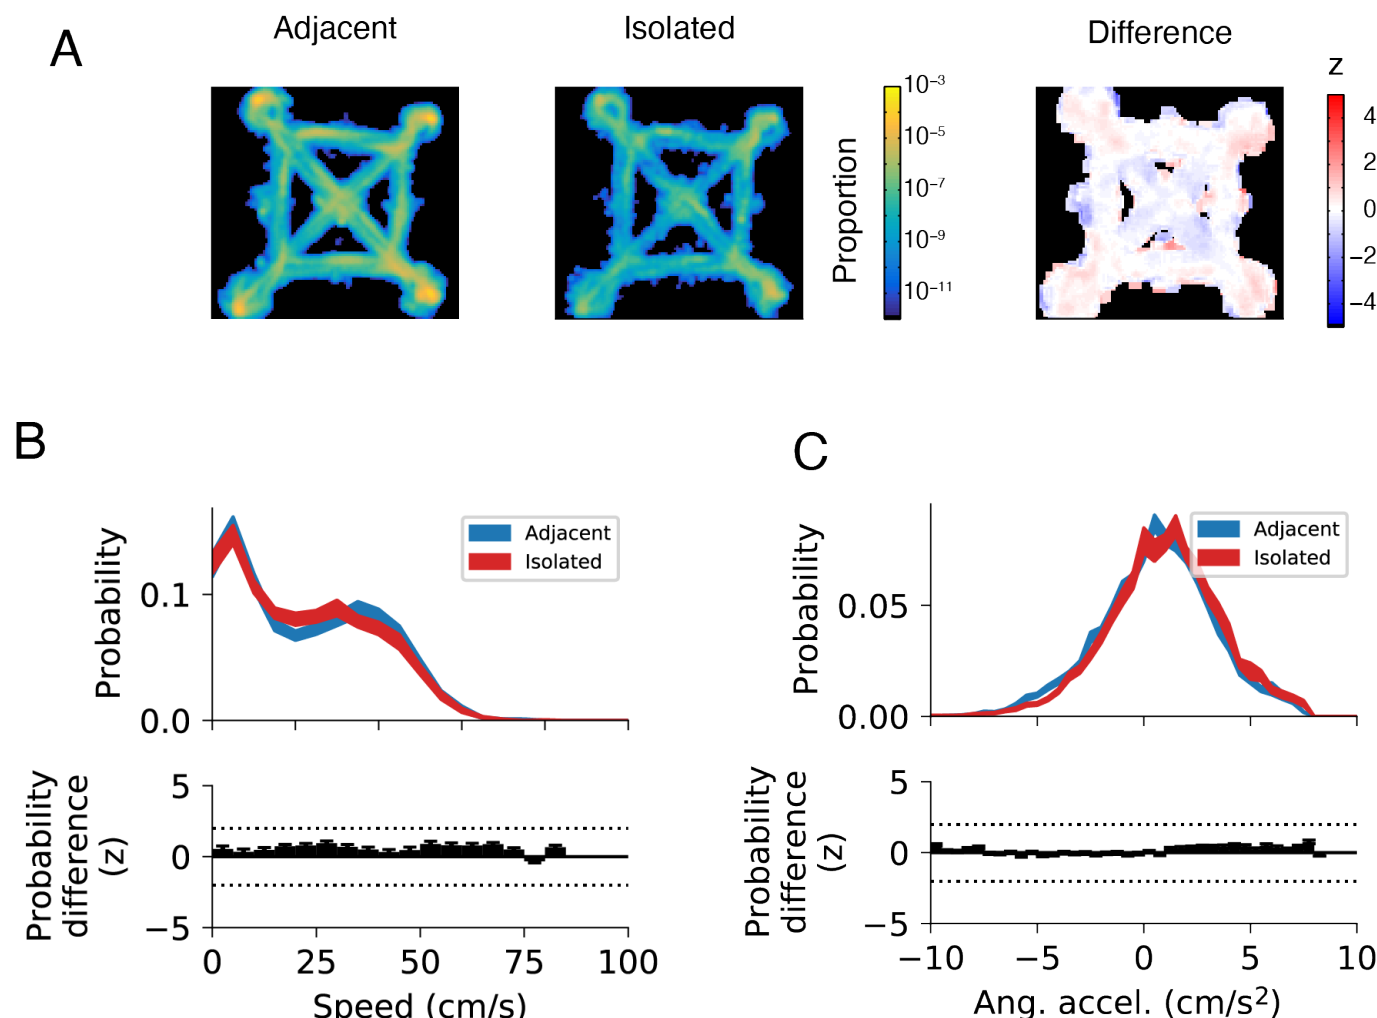 A
Adjacent
Isolated
Difference
Proportion
10⁻³
10⁻⁵
10⁻⁷
10⁻⁹
10⁻¹¹
z
4
2
0
−2
−4
B
Probability
0.1
0.0
Adjacent
Isolated
Probability
difference
(z)
5
0
−5
0
25
50
75
100
Speed (cm/s)
C
Probability
0.05
0.00
Adjacent
Isolated
Probability
difference
(z)
5
0
−5
−10
−5
0
5
10
Ang. accel. (cm/s²)